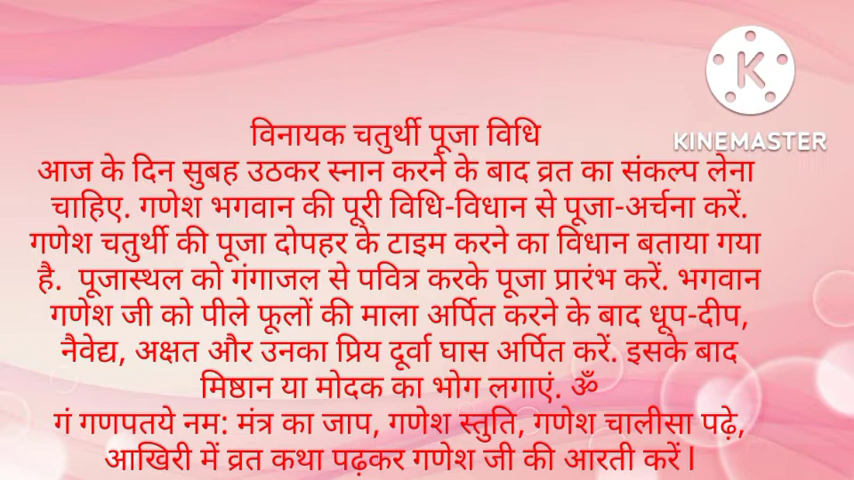 KINEMASTER
विनायक चतुर्थी पूजा विधि
आज के दिन सुबह उठकर स्नान करने के बाद व्रत का संकल्प लेना
चाहिए. गणेश भगवान की पूरी विधि-विधान से पूजा-अर्चना करें.
गणेश चतुर्थी की पूजा दोपहर के टाइम करने का विधान बताया गया
है. पूजास्थल को गंगाजल से पवित्र करके पूजा प्रारंभ करें. भगवान
गणेश जी को पीले फूलों की माला अर्पित करने के बाद धूप-दीप,
नैवेद्य, अक्षत और उनका प्रिय दूर्वा घास अर्पित करें. इसके बाद
मिष्ठान या मोदक का भोग लगाएं. ॐ
गं गणपतये नम: मंत्र का जाप, गणेश स्तुति, गणेश चालीसा पढ़े,
आखिरी में व्रत कथा पढ़कर गणेश जी की आरती करें l